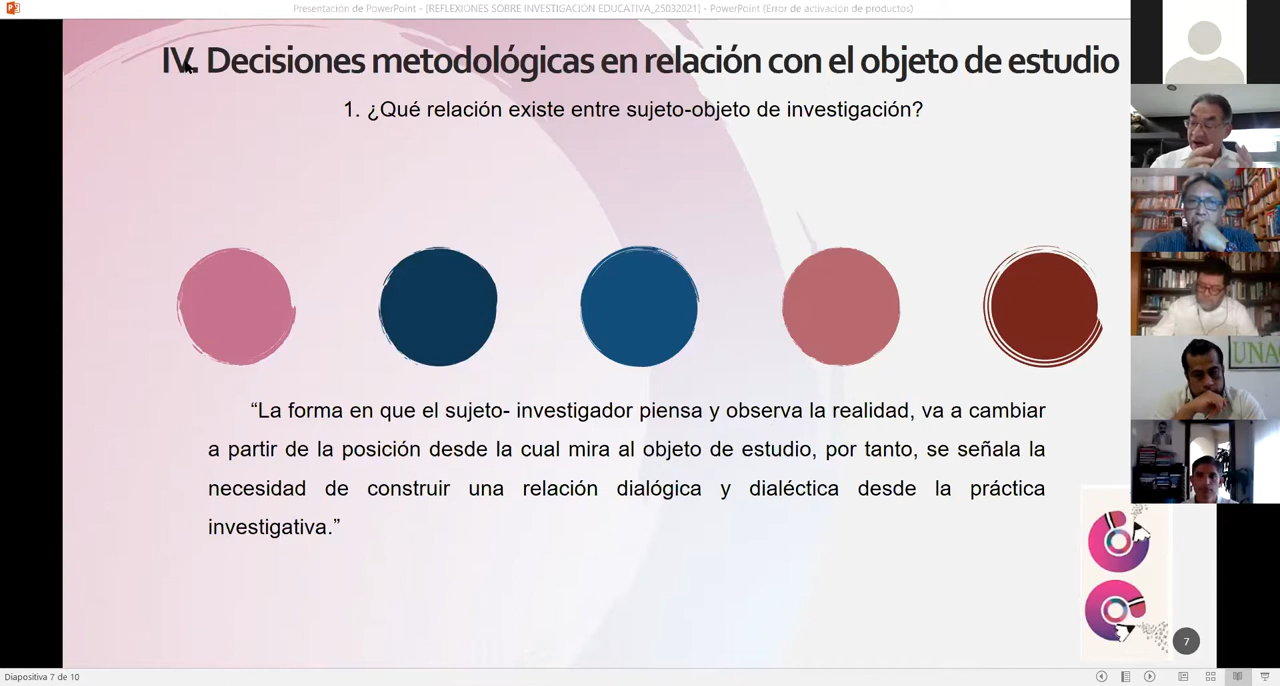 Presentación de PowerPoint - [REFLEXIONES SOBRE INVESTIGACIÓN EDUCATIVA_25032021] - PowerPoint (Error de activación de productos)
IV. Decisiones metodológicas en relación con el objeto de estudio
1. ¿Qué relación existe entre sujeto-objeto de investigación?
UNA
“La forma en que el sujeto- investigador piensa y observa la realidad, va a cambiar
a partir de la posición desde la cual mira al objeto de estudio, por tanto, se señala la
necesidad de construir una relación dialógica y dialéctica desde la práctica
investigativa.”
7
Diapositiva 7 de 10